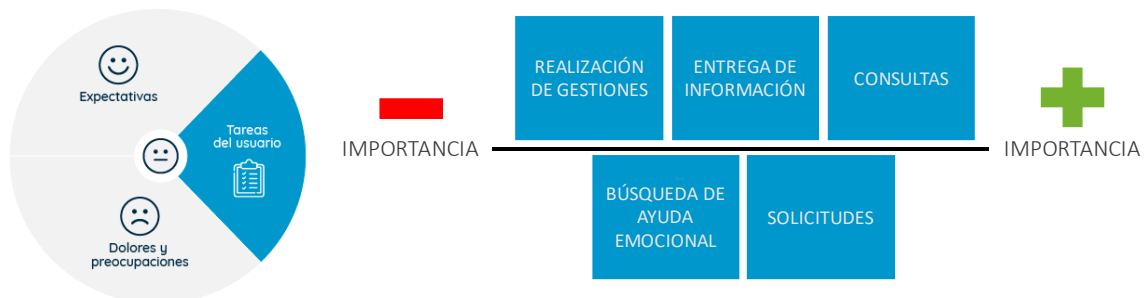 Expectativas
Tareas
del usuario
Dolores y
preocupaciones
IMPORTANCIA
REALIZACIÓN
DE GESTIONES
ENTREGA DE
INFORMACIÓN
CONSULTAS
BÚSQUEDA DE
AYUDA
EMOCIONAL
SOLICITUDES
IMPORTANCIA